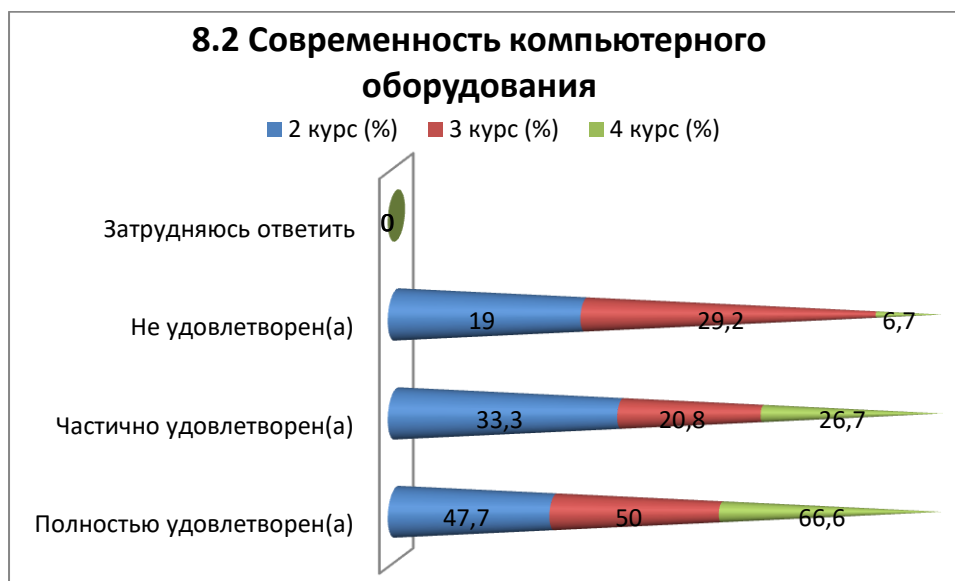 8.2 Современность компьютерного
оборудования
2 курс (%) 3 курс (%) 4 курс (%)
Затрудняюсь ответить 0
Не удовлетворен(а) 19 29,2 6,7
Частично удовлетворен(а) 33,3 20,8 26,7
Полностью удовлетворен(а) 47,7 50 66,6